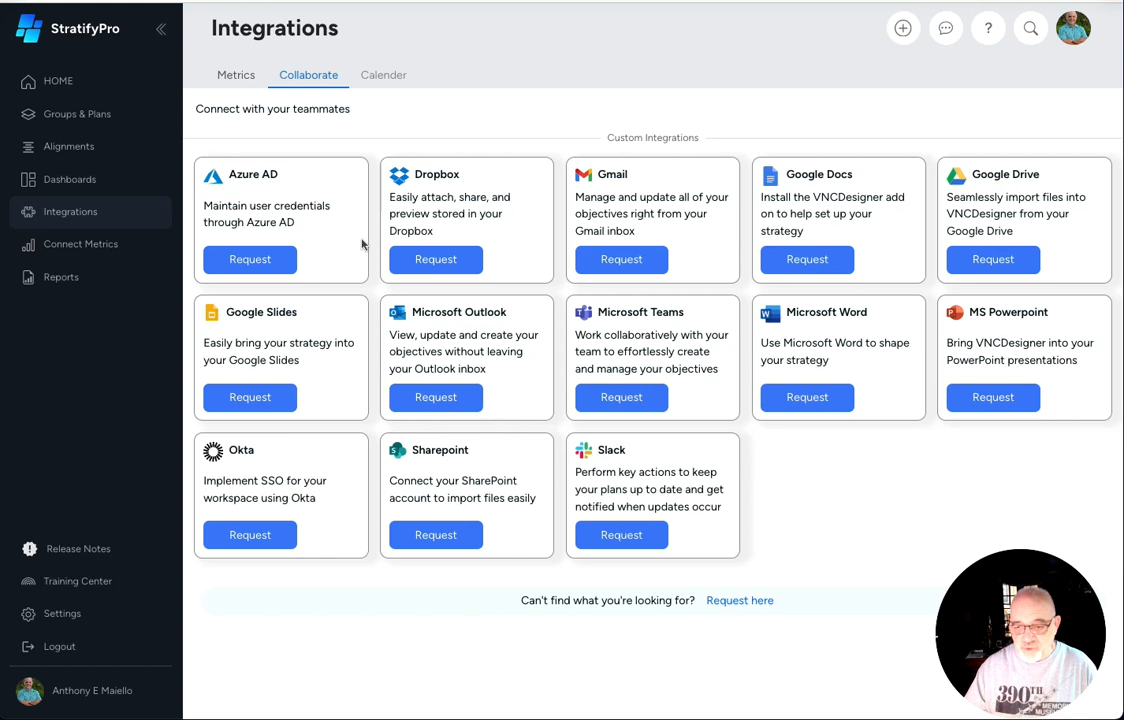 StratifyPro
Integrations
?
HOME
Groups & Plans
Alignments
Dashboards
Integrations
Connect Metrics
Reports
Release Notes
Training Center
Settings
Logout
Anthony E Maiello
Metrics
Collaborate
Calender
Connect with your teammates
Custom Integrations
Azure AD
Maintain user credentials
through Azure AD
Request
Dropbox
Easily attach, share, and
preview stored in your
Dropbox
Request
Gmail
Manage and update all of your
objectives right from your
Gmail inbox
Request
Google Docs
Install the VNCDesigner add
on to help set up your
strategy
Request
Google Drive
Seamlessly import files into
VNCDesigner from your
Google Drive
Request
Google Slides
Easily bring your strategy into
your Google Slides
Request
Microsoft Outlook
View, update and create your
objectives without leaving
your Outlook inbox
Request
Microsoft Teams
Work collaboratively with your
team to effortlessly create
and manage your objectives
Request
Microsoft Word
Use Microsoft Word to shape
your strategy
Request
MS Powerpoint
Bring VNCDesigner into your
PowerPoint presentations
Request
Okta
Implement SSO for your
workspace using Okta
Request
Sharepoint
Connect your SharePoint
account to import files easily
Request
Slack
Perform key actions to keep
your plans up to date and get
notified when updates occur
Request
Can't find what you're looking for? Request here
390TH